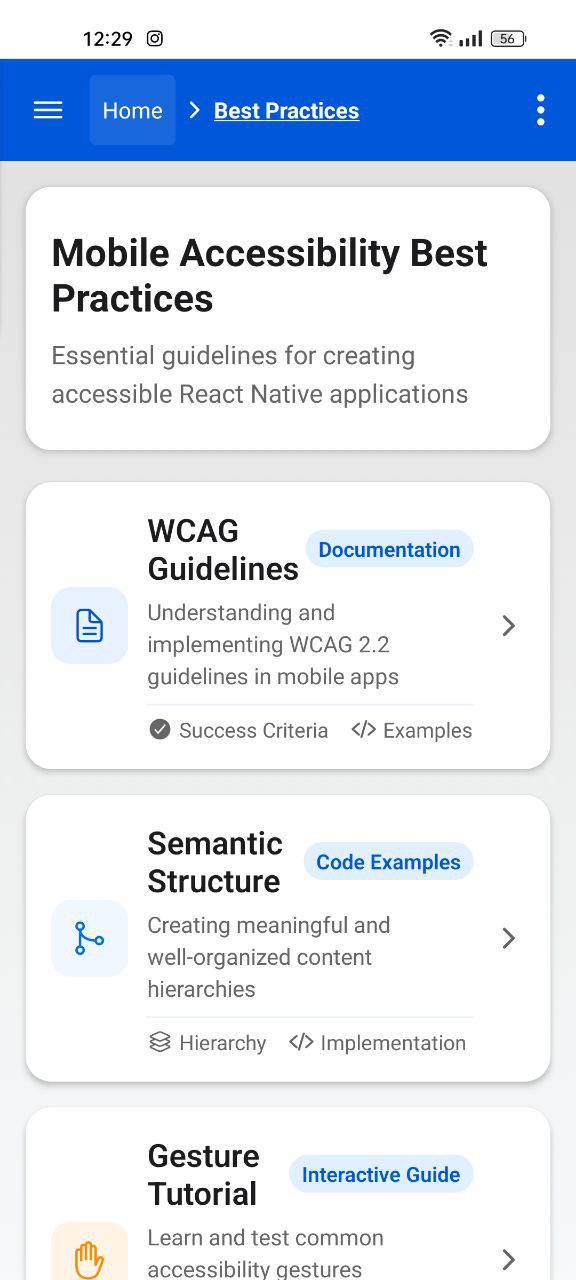 12:29
56
Home
Best Practices
Mobile Accessibility Best
Practices
Essential guidelines for creating
accessible React Native applications
WCAG
Guidelines
Documentation
Understanding and
implementing WCAG 2.2
guidelines in mobile apps
Success Criteria
</> Examples
Semantic
Structure
Code Examples
Creating meaningful and
well-organized content
hierarchies
Hierarchy
</> Implementation
Gesture
Tutorial
Interactive Guide
Learn and test common
accessibility gestures